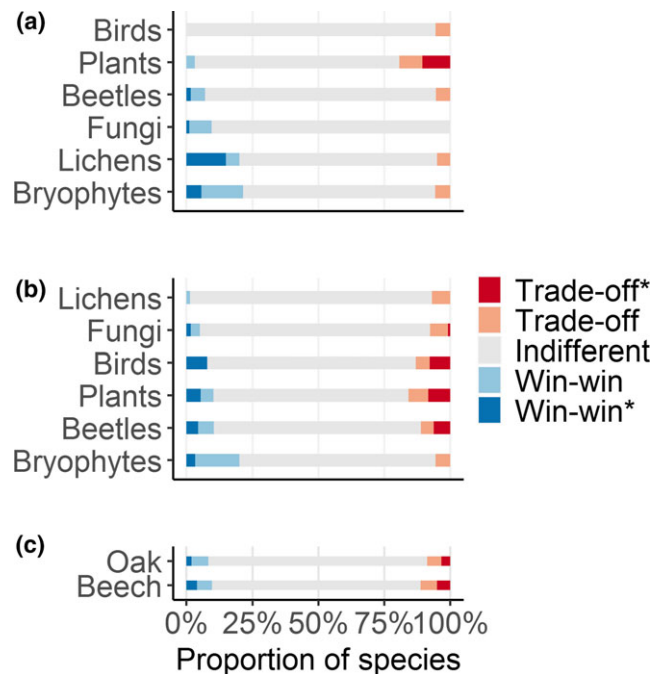 (a)
Birds
Plants
Beetles
Fungi
Lichens
Bryophytes
(b)
Lichens
Fungi
Birds
Plants
Beetles
Bryophytes
Trade-off*
Trade-off
Indifferent
Win-win
Win-win*
(c)
Oak
Beech
0% 25% 50% 75% 100%
Proportion of species